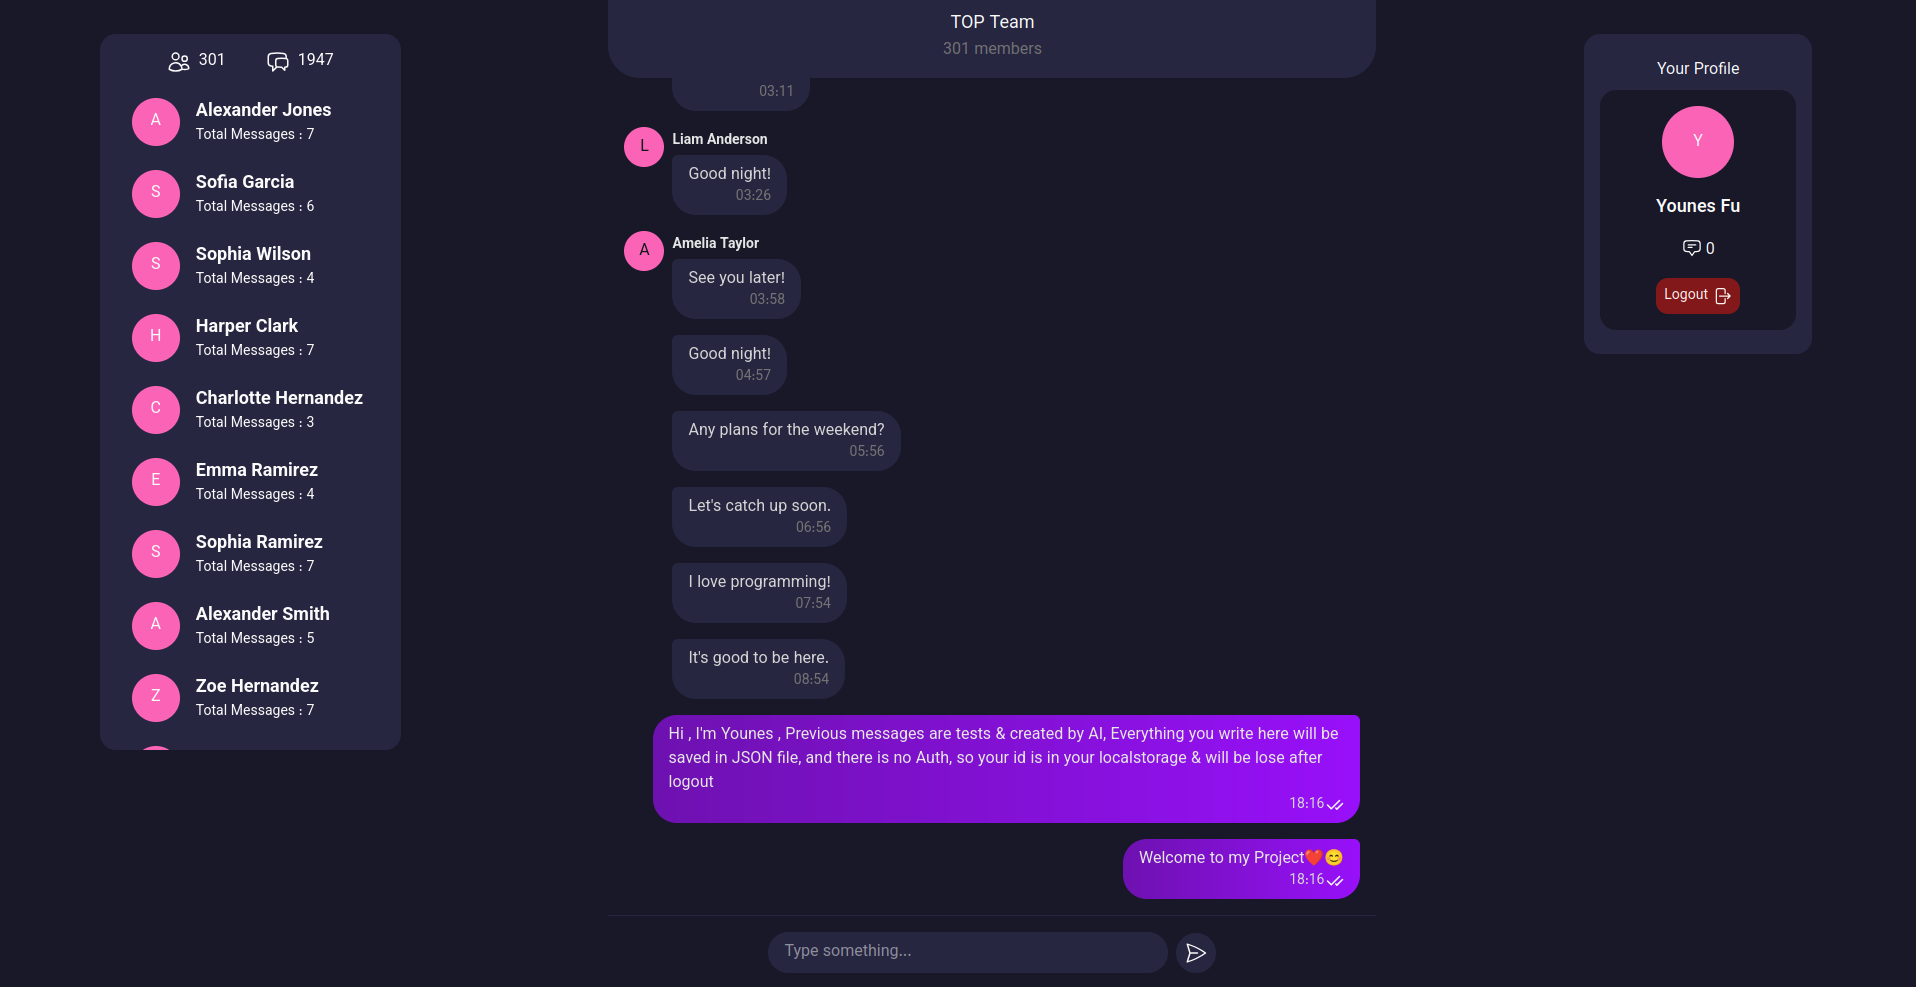 301
1947
A
Alexander Jones
Total Messages : 7
S
Sofia Garcia
Total Messages : 6
S
Sophia Wilson
Total Messages : 4
H
Harper Clark
Total Messages : 7
C
Charlotte Hernandez
Total Messages : 3
E
Emma Ramirez
Total Messages : 4
S
Sophia Ramirez
Total Messages : 7
A
Alexander Smith
Total Messages : 5
Z
Zoe Hernandez
Total Messages : 7
TOP Team
301 members
03:11
L
Liam Anderson
Good night!
03:26
A
Amelia Taylor
See you later!
03:58
Good night!
04:57
Any plans for the weekend?
05:56
Let's catch up soon.
06:56
I love programming!
07:54
It's good to be here.
08:54
Hi , I'm Younes , Previous messages are tests & created by AI, Everything you write here will be
saved in JSON file, and there is no Auth, so your id is in your localstorage & will be lose after
logout
18:16
Welcome to my Project❤️😊
18:16
Type something...
Your Profile
Y
Younes Fu
0
Logout